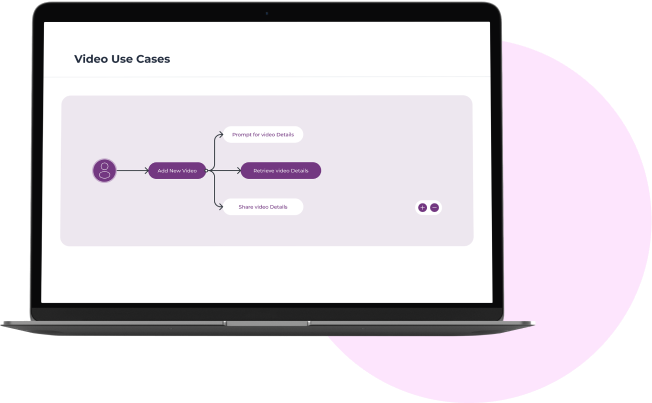 Video Use Cases
Prompt for video Details
Add New Video
Retrieve video Details
Share video Details